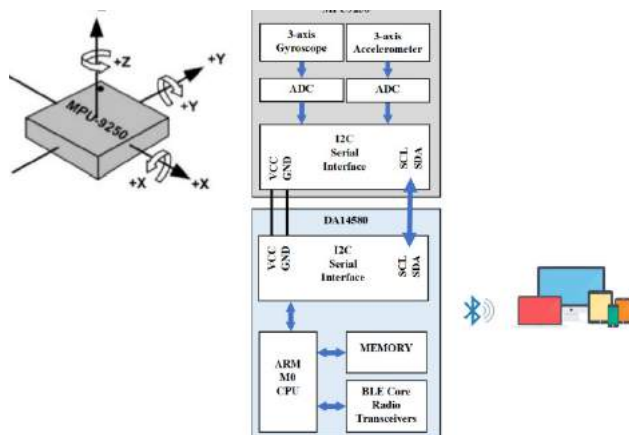 +Z
+Y
+Y
MPU-9250
+X
+X
MPU9250
3-axis
Gyroscope
3-axis
Accelerometer
ADC
ADC
I2C
Serial
Interface
VCC
GND
SCL
SDA
DA14580
I2C
Serial
Interface
VCC
GND
SCL
SDA
ARM
M0
CPU
MEMORY
BLE Core
Radio
Transceivers